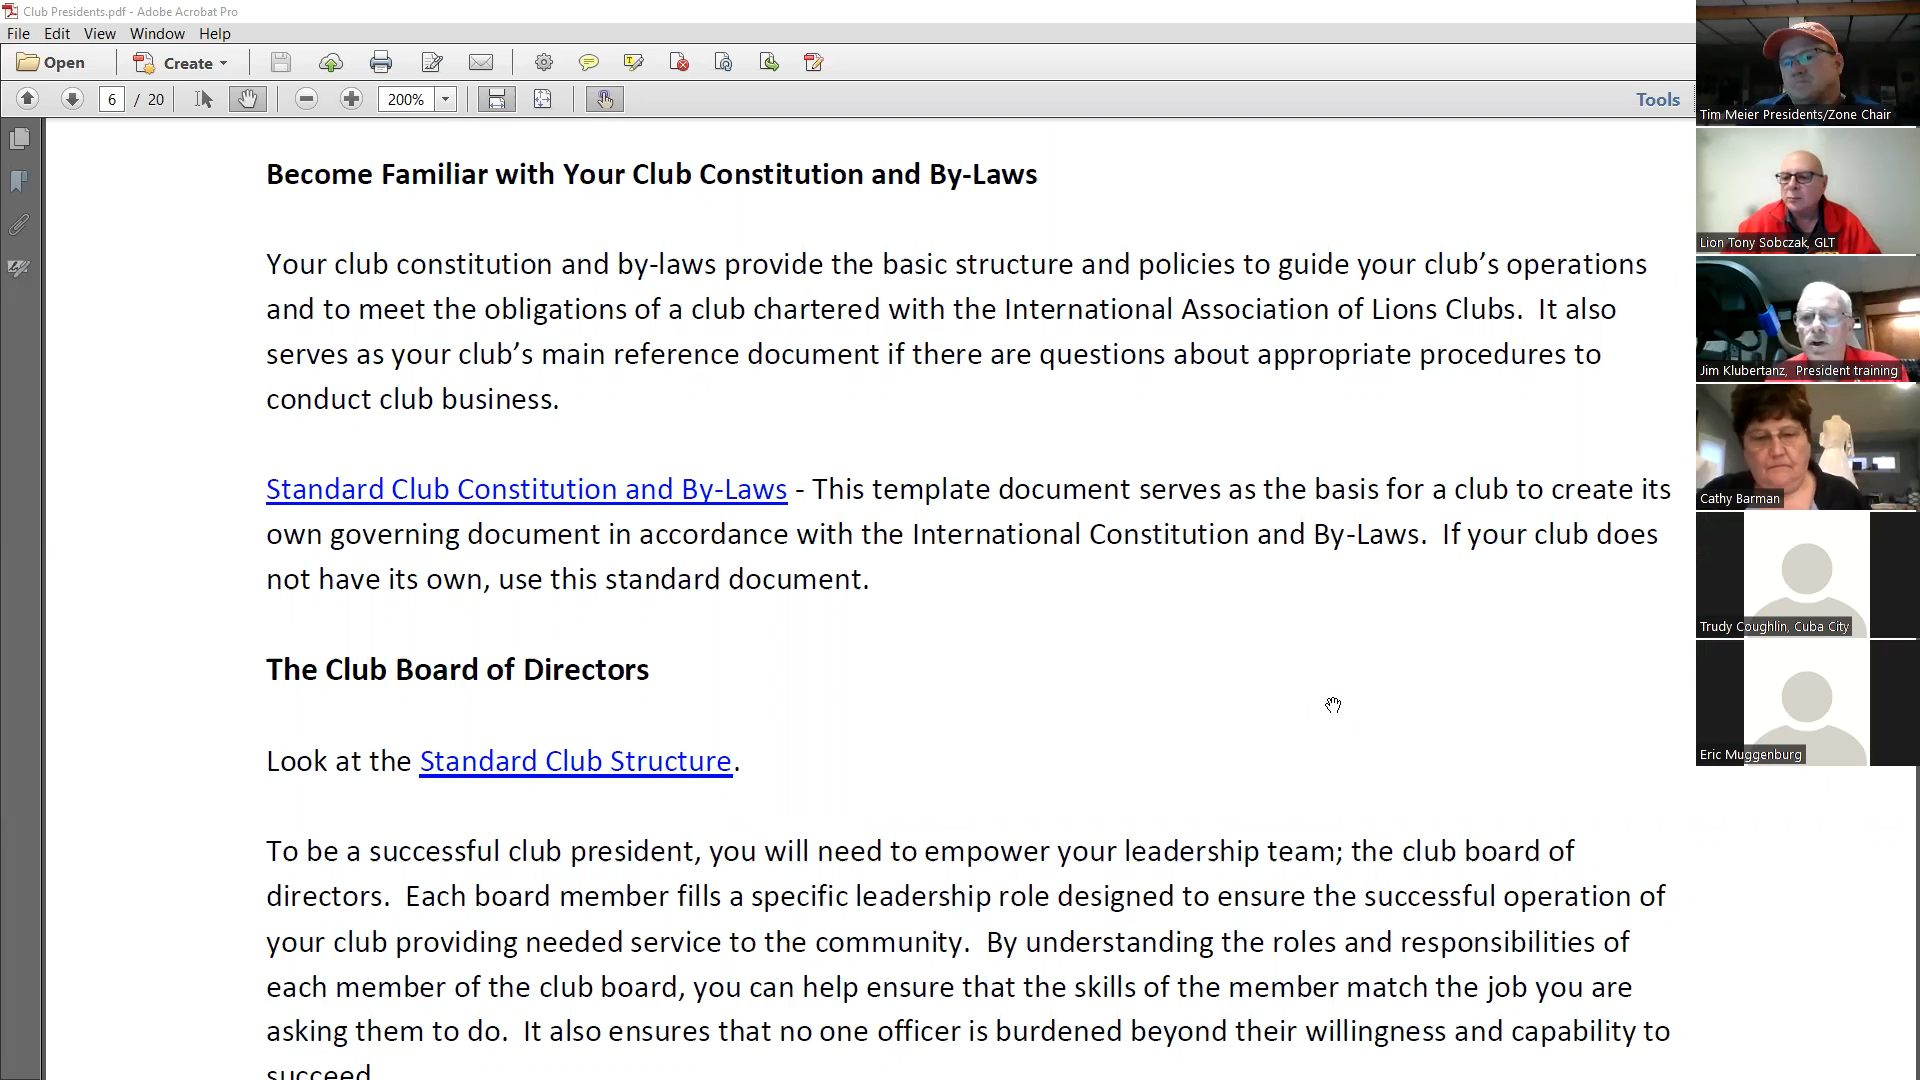 Club Presidents.pdf - Adobe Acrobat Pro
File Edit View Window Help
Open Create
6 / 20 200% Tools
Become Familiar with Your Club Constitution and By-Laws
Your club constitution and by-laws provide the basic structure and policies to guide your club’s operations
and to meet the obligations of a club chartered with the International Association of Lions Clubs. It also
serves as your club’s main reference document if there are questions about appropriate procedures to
conduct club business.
Standard Club Constitution and By-Laws - This template document serves as the basis for a club to create its
own governing document in accordance with the International Constitution and By-Laws. If your club does
not have its own, use this standard document.
The Club Board of Directors
Look at the Standard Club Structure.
To be a successful club president, you will need to empower your leadership team; the club board of
directors. Each board member fills a specific leadership role designed to ensure the successful operation of
your club providing needed service to the community. By understanding the roles and responsibilities of
each member of the club board, you can help ensure that the skills of the member match the job you are
asking them to do. It also ensures that no one officer is burdened beyond their willingness and capability to
succeed.
Tim Meier Presidents/Zone Chair
Lion Tony Sobczak, GLT
Jim Klubertanz, President training
Cathy Barman
Trudy Coughlin, Cuba City
Eric Muggenburg